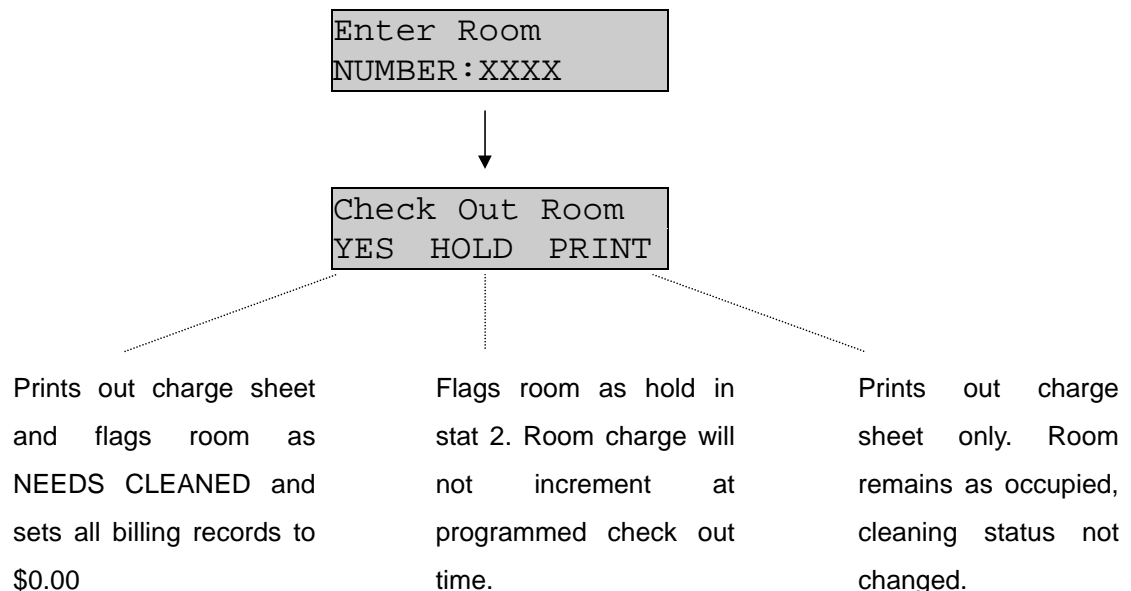 Enter Room
NUMBER:XXXX
Check Out Room
YES HOLD PRINT
Prints out charge sheet
and flags room as
NEEDS CLEANED and
sets all billing records to
$0.00
Flags room as hold in
stat 2. Room charge will
not increment at
programmed check out
time.
Prints out charge
sheet only. Room
remains as occupied,
cleaning status not
changed.